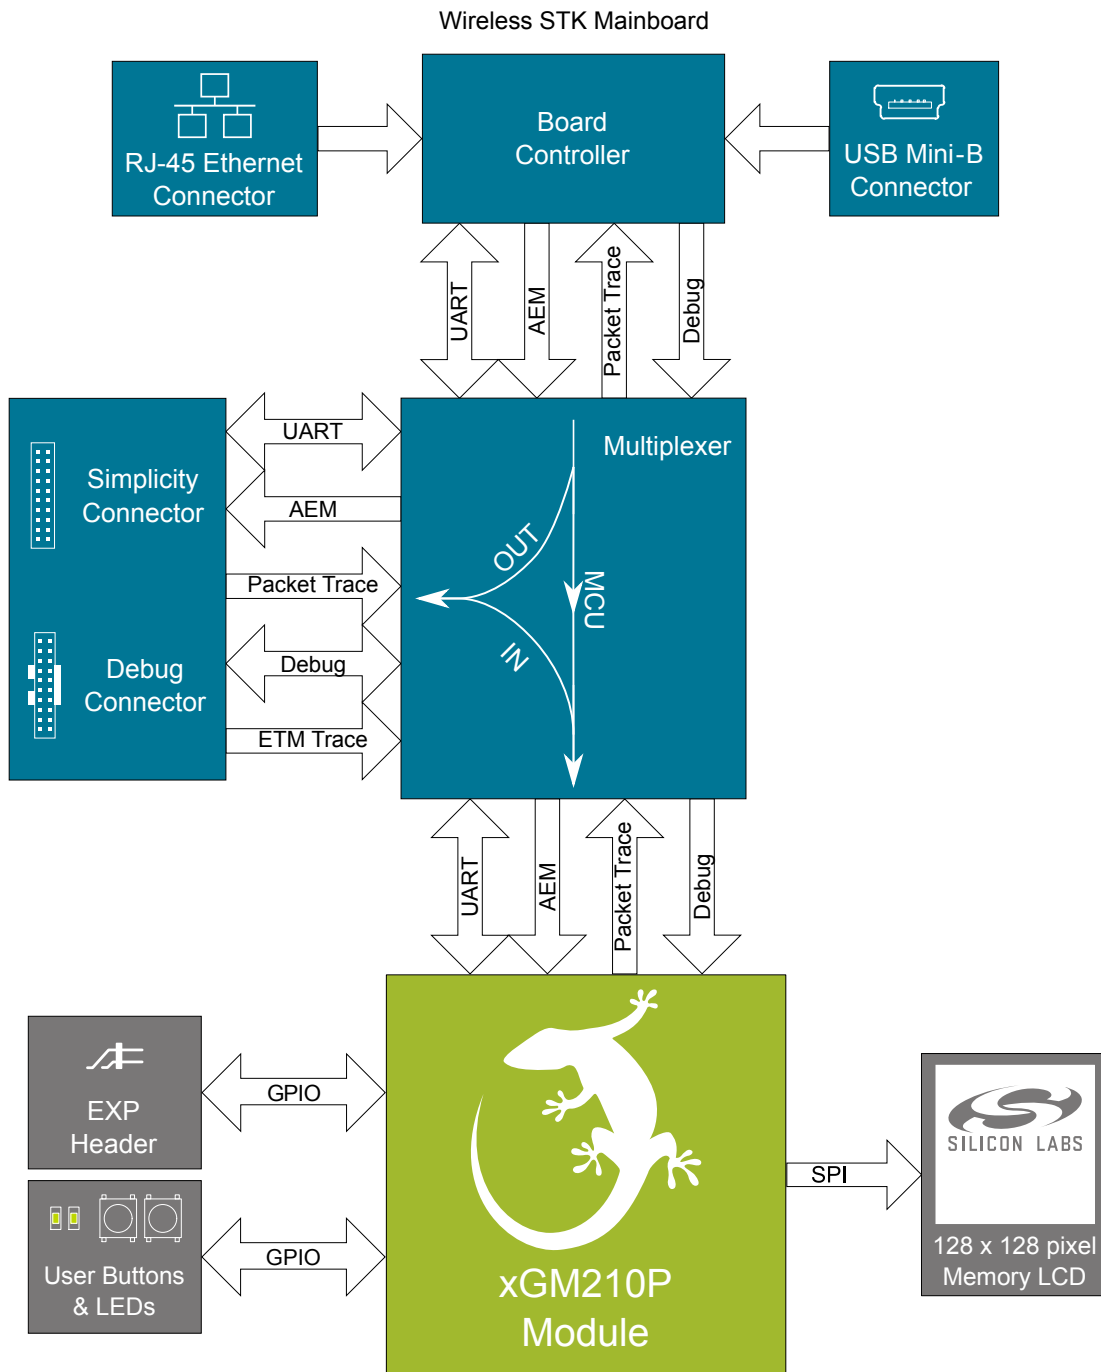 Wireless STK Mainboard
RJ-45 Ethernet
Connector
Board
Controller
USB Mini-B
Connector
UART
AEM
Packet Trace
Debug
Simplicity
Connector
Debug
Connector
UART
AEM
Packet Trace
Debug
ETM Trace
Multiplexer
OUT
MCU
IN
UART
AEM
Packet Trace
Debug
EXP
Header
GPIO
User Buttons
& LEDs
GPIO
xGM210P
Module
SPI
SILICON LABS
128 x 128 pixel
Memory LCD